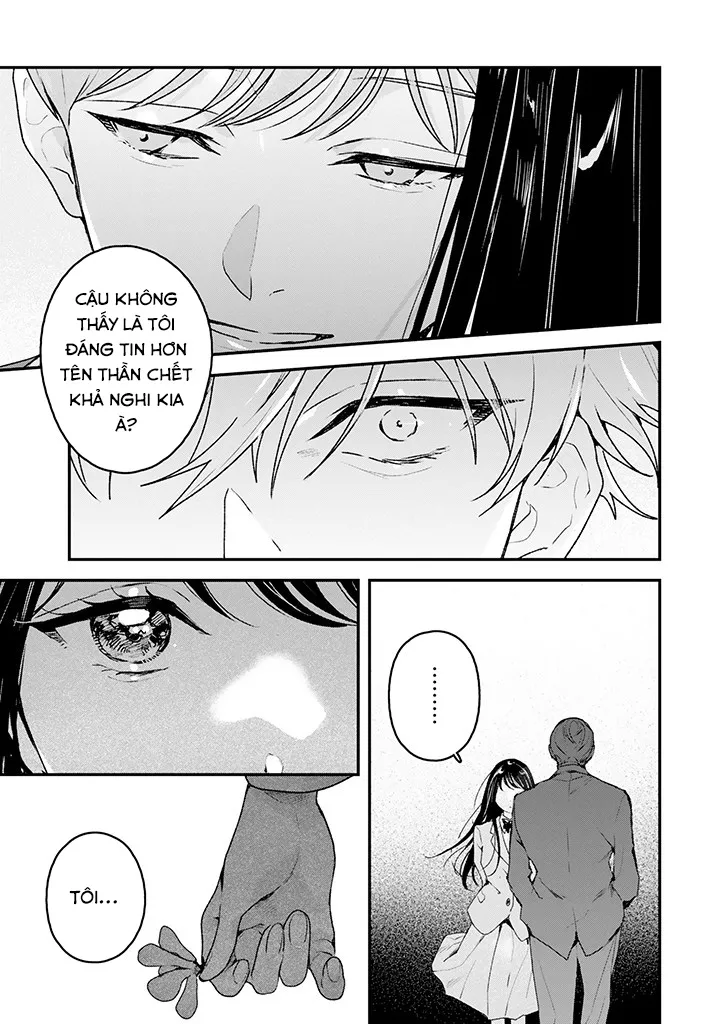 CẬU KHÔNG
THẤY LÀ TÔI
ĐÁNG TIN HƠN
TÊN THẦN CHẾT
KHẢ NGHI KIA
À?
......
TÔI...